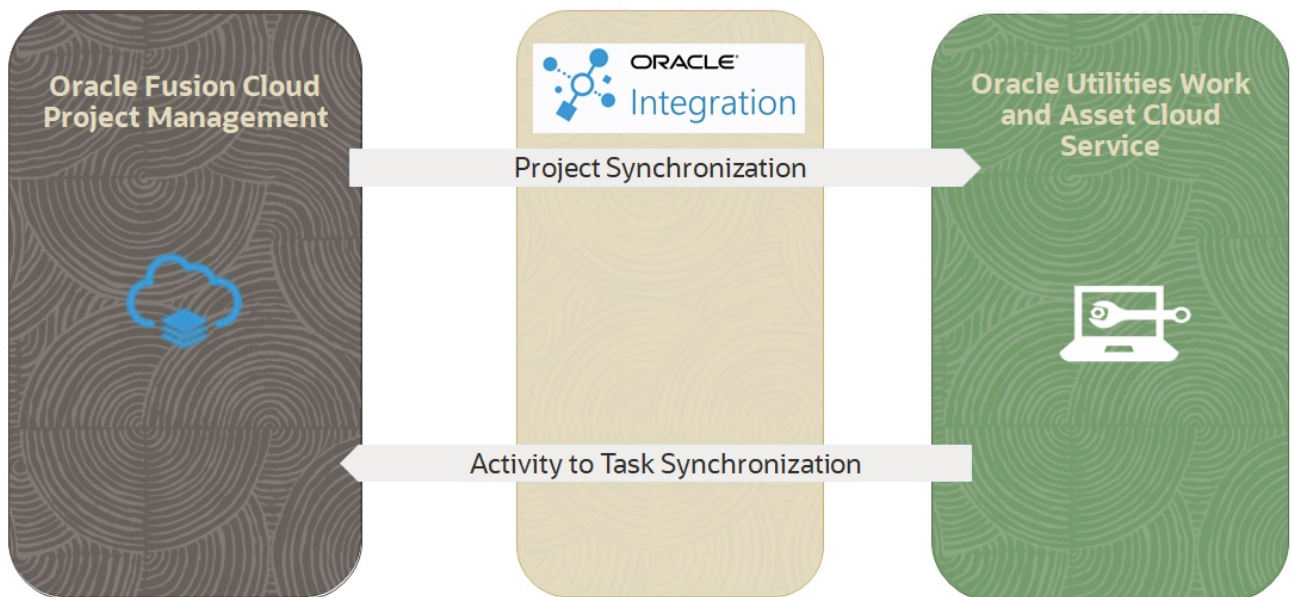 Oracle Fusion Cloud
Project Management
ORACLE®
Integration
Oracle Utilities Work
and Asset Cloud
Service
Project Synchronization
Activity to Task Synchronization